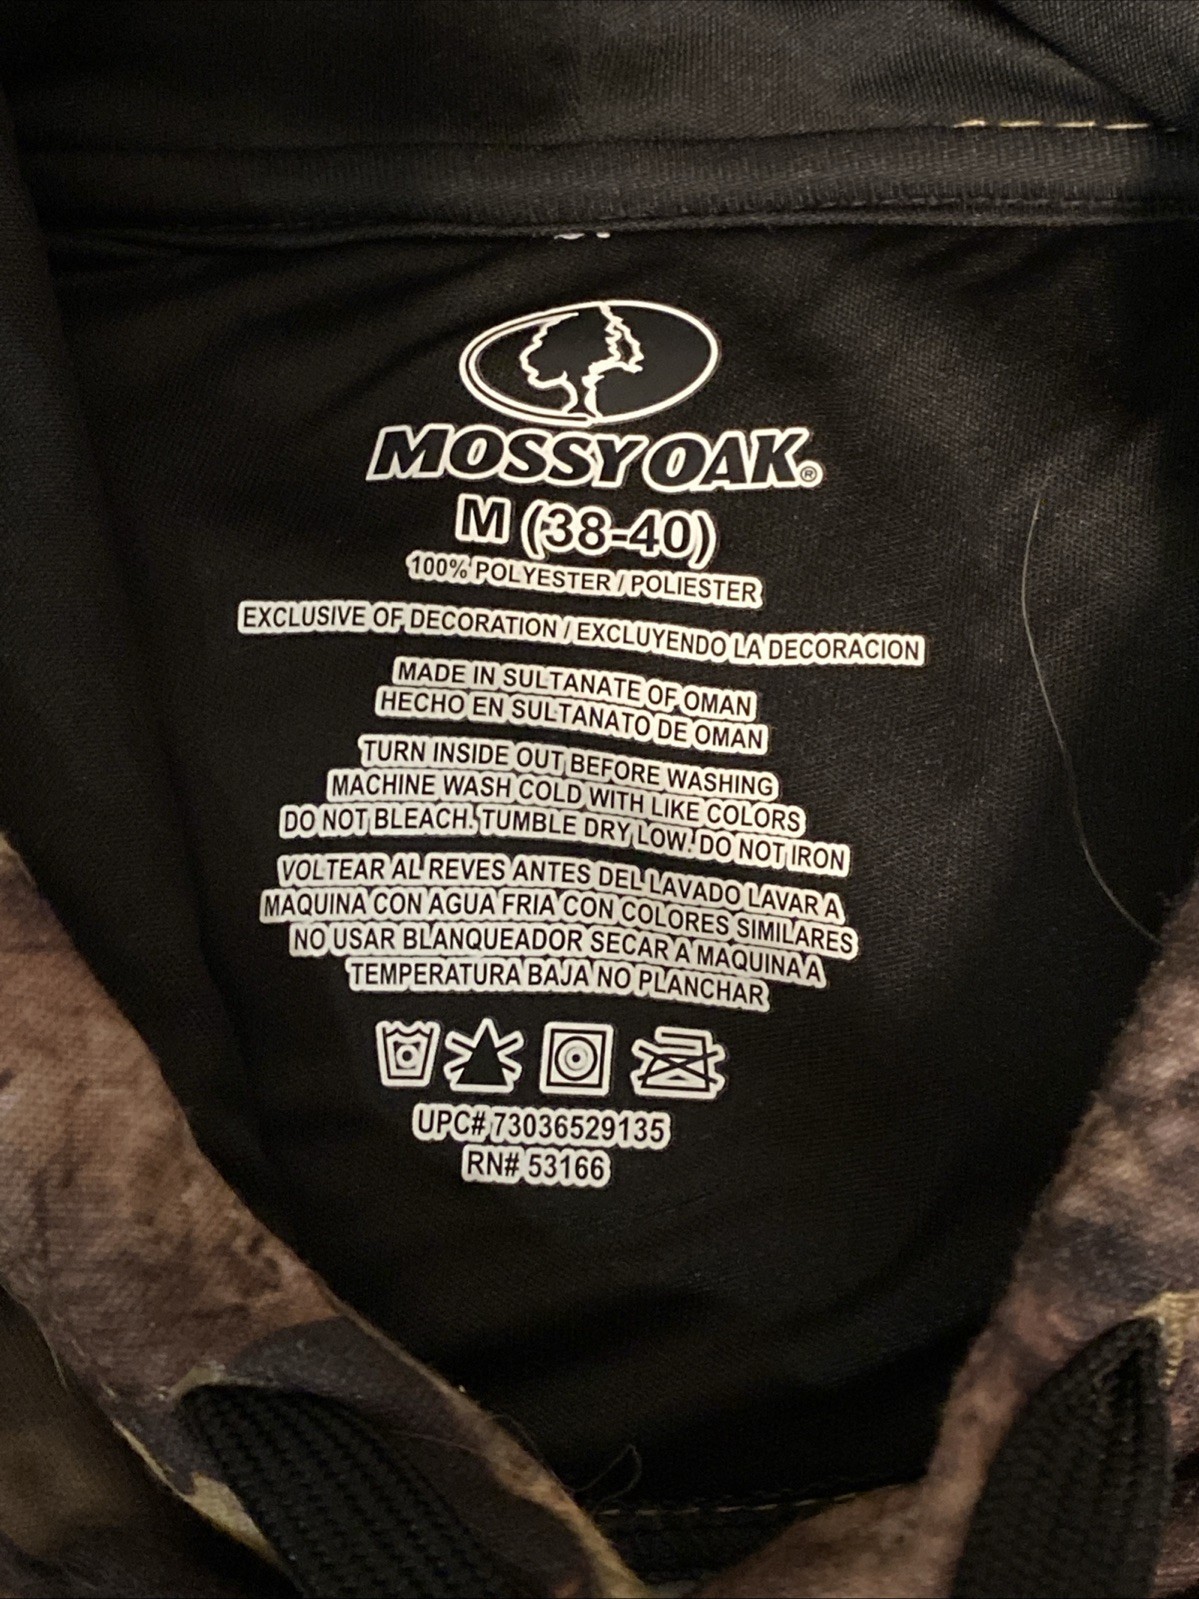 MOSSY OAK®
M (38-40)
100% POLYESTER / POLIESTER
EXCLUSIVE OF DECORATION / EXCLUYENDO LA DECORACION
MADE IN SULTANATE OF OMAN
HECHO EN SULTANATO DE OMAN
TURN INSIDE OUT BEFORE WASHING
MACHINE WASH COLD WITH LIKE COLORS
DO NOT BLEACH. TUMBLE DRY LOW. DO NOT IRON
VOLTEAR AL REVES ANTES DEL LAVADO LAVAR A
MAQUINA CON AGUA FRIA CON COLORES SIMILARES
NO USAR BLANQUEADOR SECAR A MAQUINA A
TEMPERATURA BAJA NO PLANCHAR
UPC# 73036529135
RN# 53166